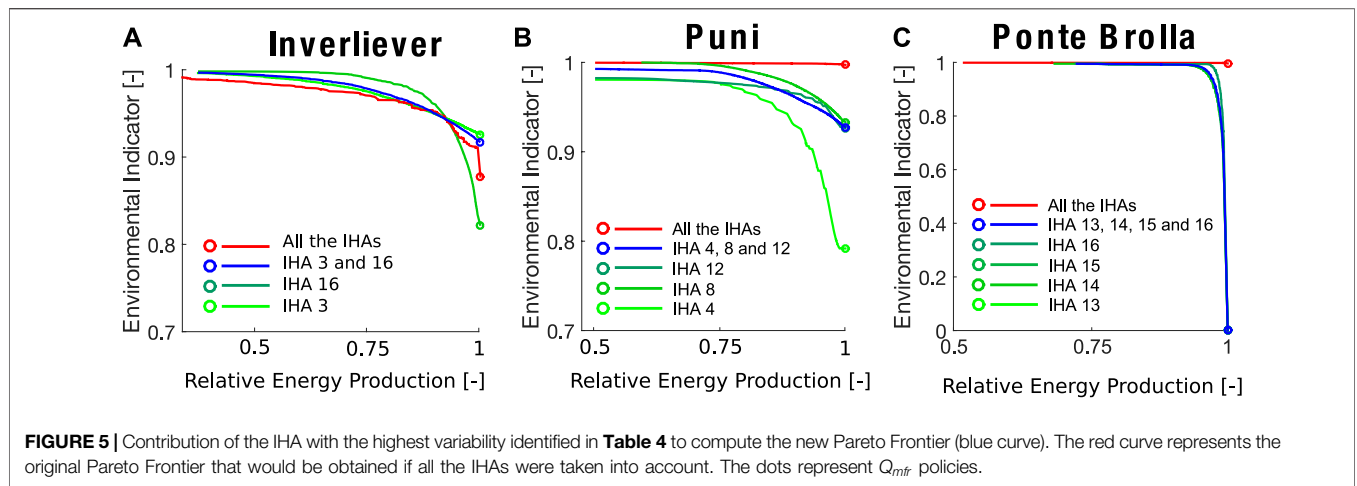 A
Inverliever
Environmental Indicator [-]
1
0.9
0.8
0.7
0.5
0.75
1
Relative Energy Production [-]
All the IHAs
IHA 3 and 16
IHA 16
IHA 3
B
Puni
Environmental Indicator [-]
1
0.9
0.8
0.7
0.5
0.75
1
Relative Energy Production [-]
All the IHAs
IHA 4, 8 and 12
IHA 12
IHA 8
IHA 4
C
Ponte Brolla
Environmental Indicator [-]
1
0.8
0.6
0.4
0.2
0
0.5
0.75
1
Relative Energy Production [-]
All the IHAs
IHA 13, 14, 15 and 16
IHA 16
IHA 15
IHA 14
IHA 13
FIGURE 5 | Contribution of the IHA with the highest variability identified in Table 4 to compute the new Pareto Frontier (blue curve). The red curve represents the
original Pareto Frontier that would be obtained if all the IHAs were taken into account. The dots represent Qmfr policies.